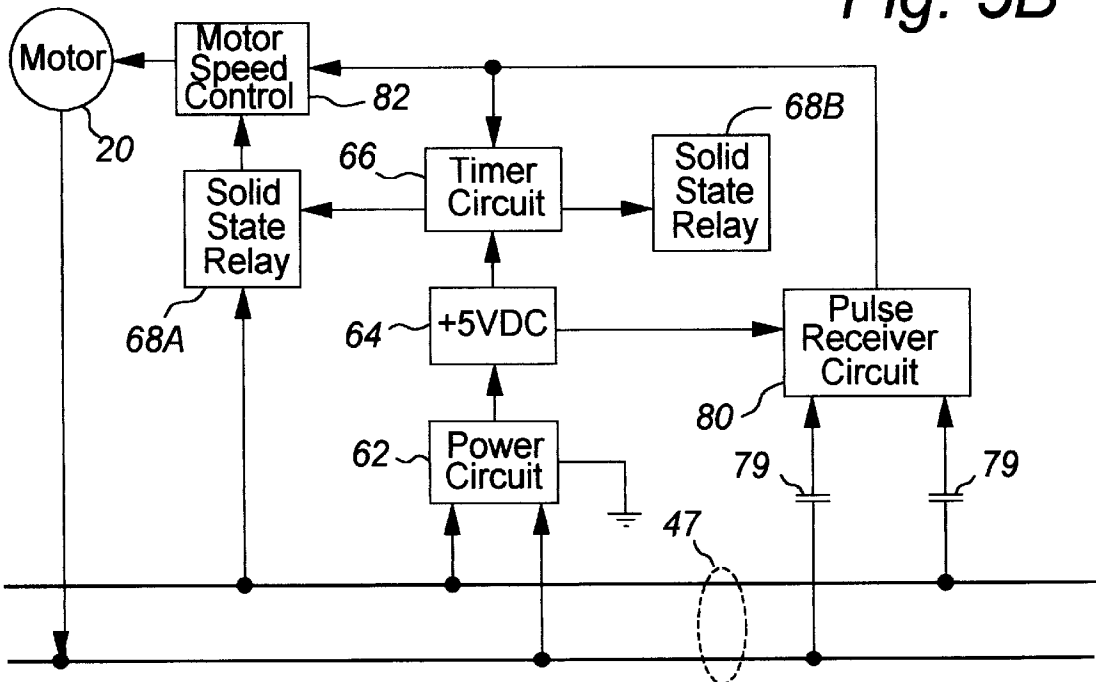 Fig. 5B
Motor
20
Motor
Speed
Control
82
68B
66
Timer
Circuit
Solid
State
Relay
Solid
State
Relay
68A
64
+5VDC
Pulse
Receiver
Circuit
80
62
Power
Circuit
79
79
47